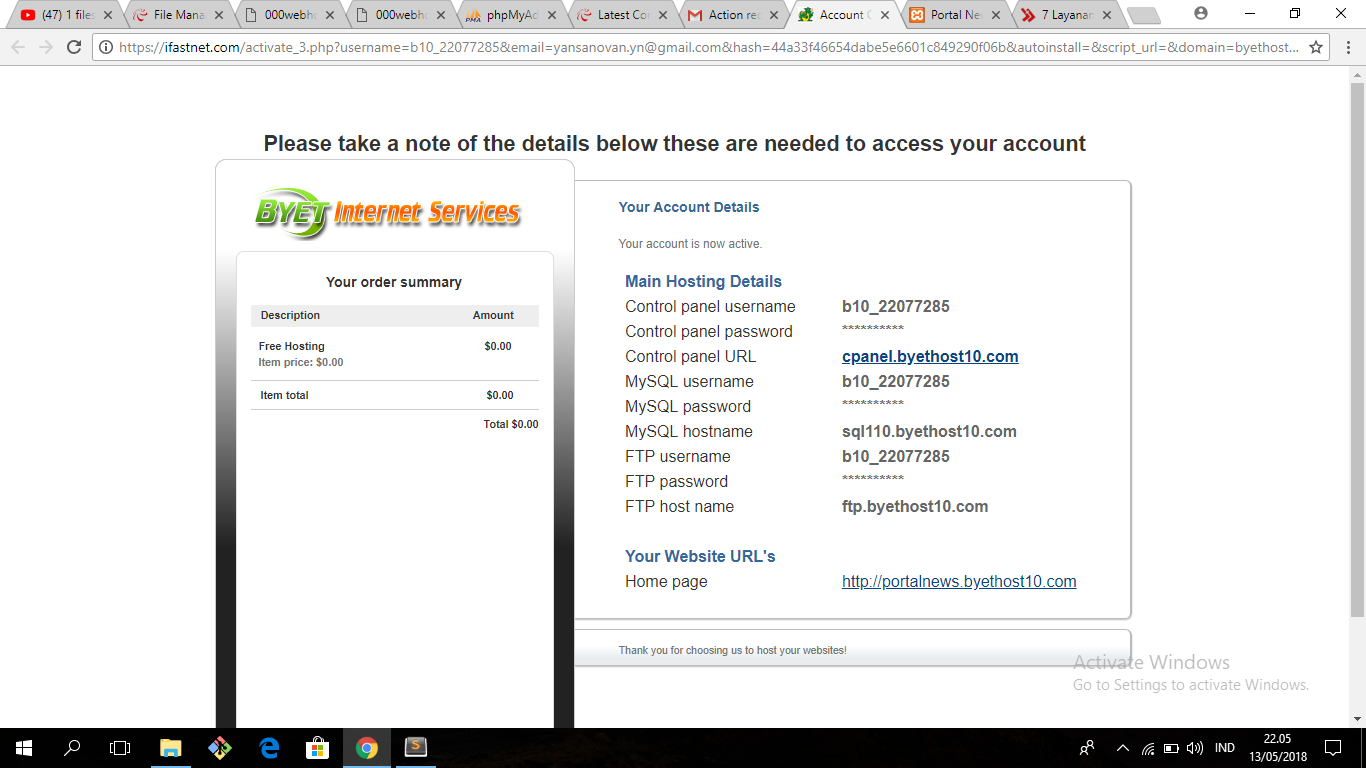 (47) 1 files
File Mana
000webho
000webho
phpMyAd
Latest Co
Action rec
Account C
Portal Nev
7 Layanan
https://ifastnet.com/activate_3.php?username=b10_22077285&email=yansanovan.yn@gmail.com&hash=44a33f46654dabe5e6601c849290f06b&autoinstall=&script_url=&domain=byethost...
Please take a note of the details below these are needed to access your account
BYET Internet Services
Your order summary
Description Amount
Free Hosting $0.00
Item price: $0.00
Item total $0.00
Total $0.00
Your Account Details
Your account is now active.
Main Hosting Details
Control panel username b10_22077285
Control panel password **********
Control panel URL cpanel.byethost10.com
MySQL username b10_22077285
MySQL password **********
MySQL hostname sql110.byethost10.com
FTP username b10_22077285
FTP password **********
FTP host name ftp.byethost10.com
Your Website URL's
Home page http://portalnews.byethost10.com
Thank you for choosing us to host your websites!
Activate Windows
Go to Settings to activate Windows.
IND
22.05
13/05/2018